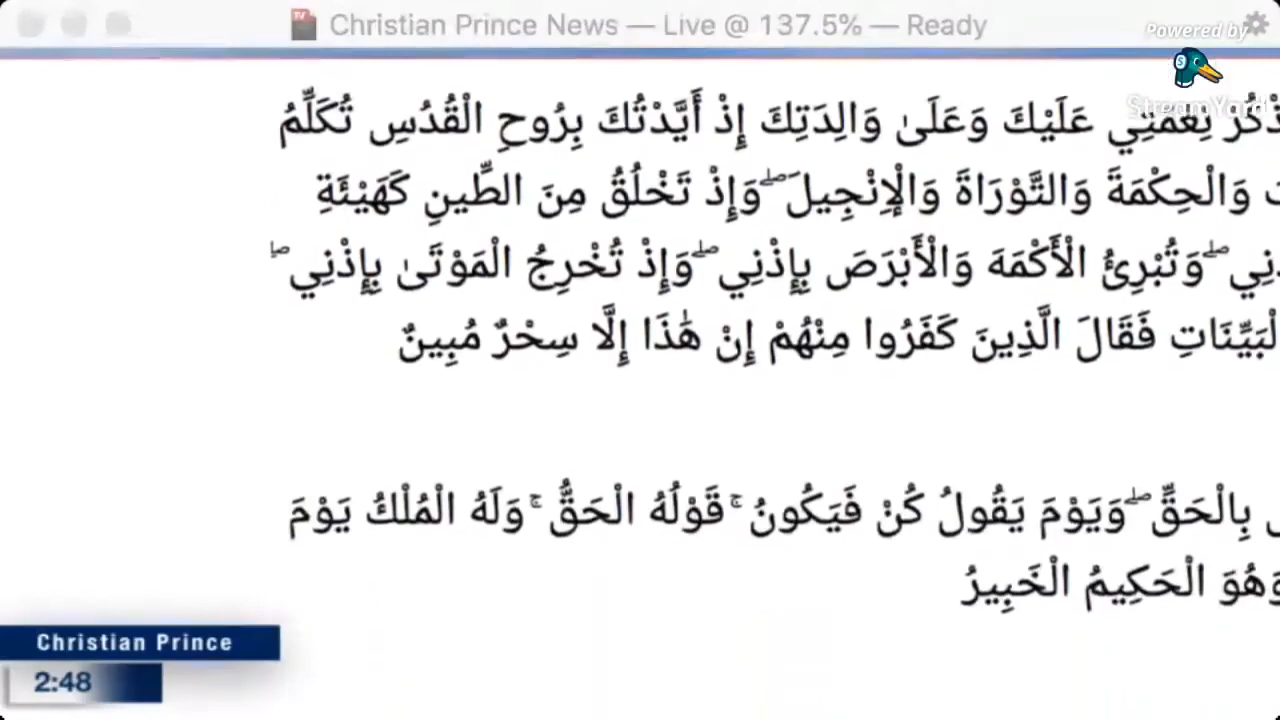 Christian Prince News — Live @ 137.5% — Ready
Powered by
StreamYard
نِعْمَتِي عَلَيْكَ وَعَلَىٰ وَالِدَتِكَ إِذْ أَيَّدْتُكَ بِرُوحِ الْقُدُسِ تُكَلِّمُ
وَالْحِكْمَةَ وَالتَّوْرَاةَ وَالْإِنْجِيلَ ۖ وَإِذْ تَخْلُقُ مِنَ الطِّينِ كَهَيْئَةِ
ۖ وَتُبْرِئُ الْأَكْمَهَ وَالْأَبْرَصَ بِإِذْنِي ۖ وَإِذْ تُخْرِجُ الْمَوْتَىٰ بِإِذْنِي ۖ
فَقَالَ الَّذِينَ كَفَرُوا مِنْهُمْ إِنْ هَٰذَا إِلَّا سِحْرٌ مُبِينٌ
بِالْحَقِّ ۖ وَيَوْمَ يَقُولُ كُنْ فَيَكُونُ ۚ قَوْلُهُ الْحَقُّ ۚ وَلَهُ الْمُلْكُ يَوْمَ
وَهُوَ الْحَكِيمُ الْخَبِيرُ
Christian Prince
2:48